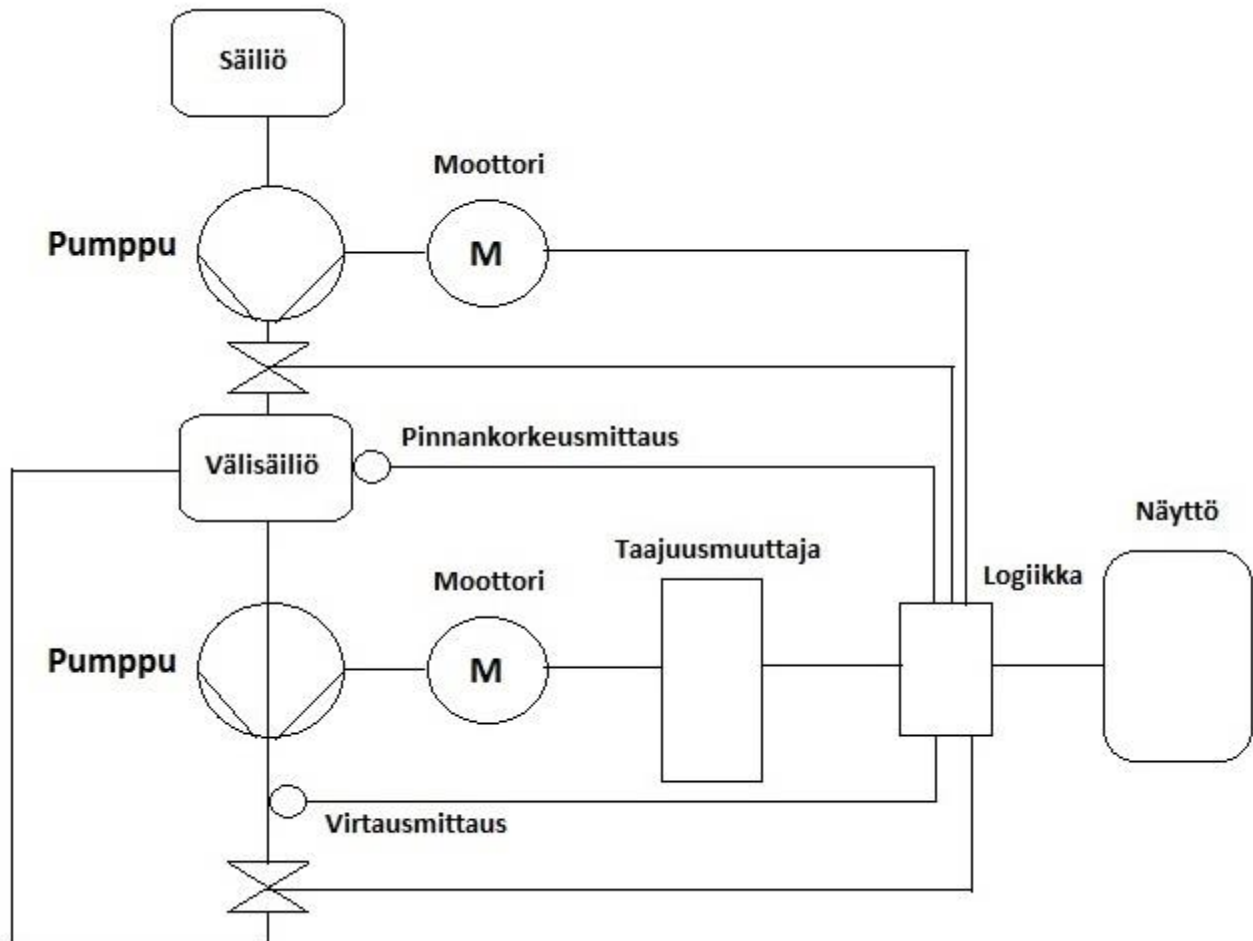 Säiliö
Moottori
Pumppu
M
Pinnankorkeusmittaus
Välisäiliö
Näyttö
Taajuusmuuttaja
Logiikka
Moottori
Pumppu
M
Virtausmittaus